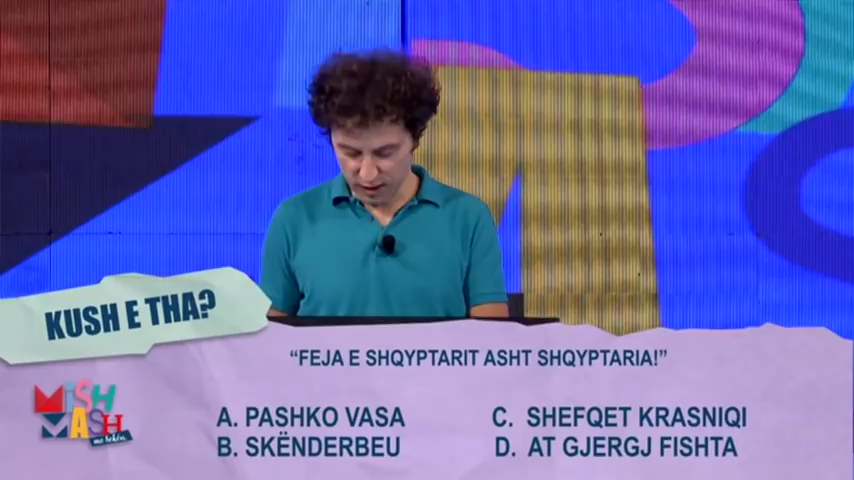 KUSH E THA?
“FEJA E SHQYPTARIT ASHT SHQYPTARIA!”
A. PASHKO VASA
B. SKËNDERBEU
C. SHEFQET KRASNIQI
D. AT GJERGJ FISHTA
MISH
MASH